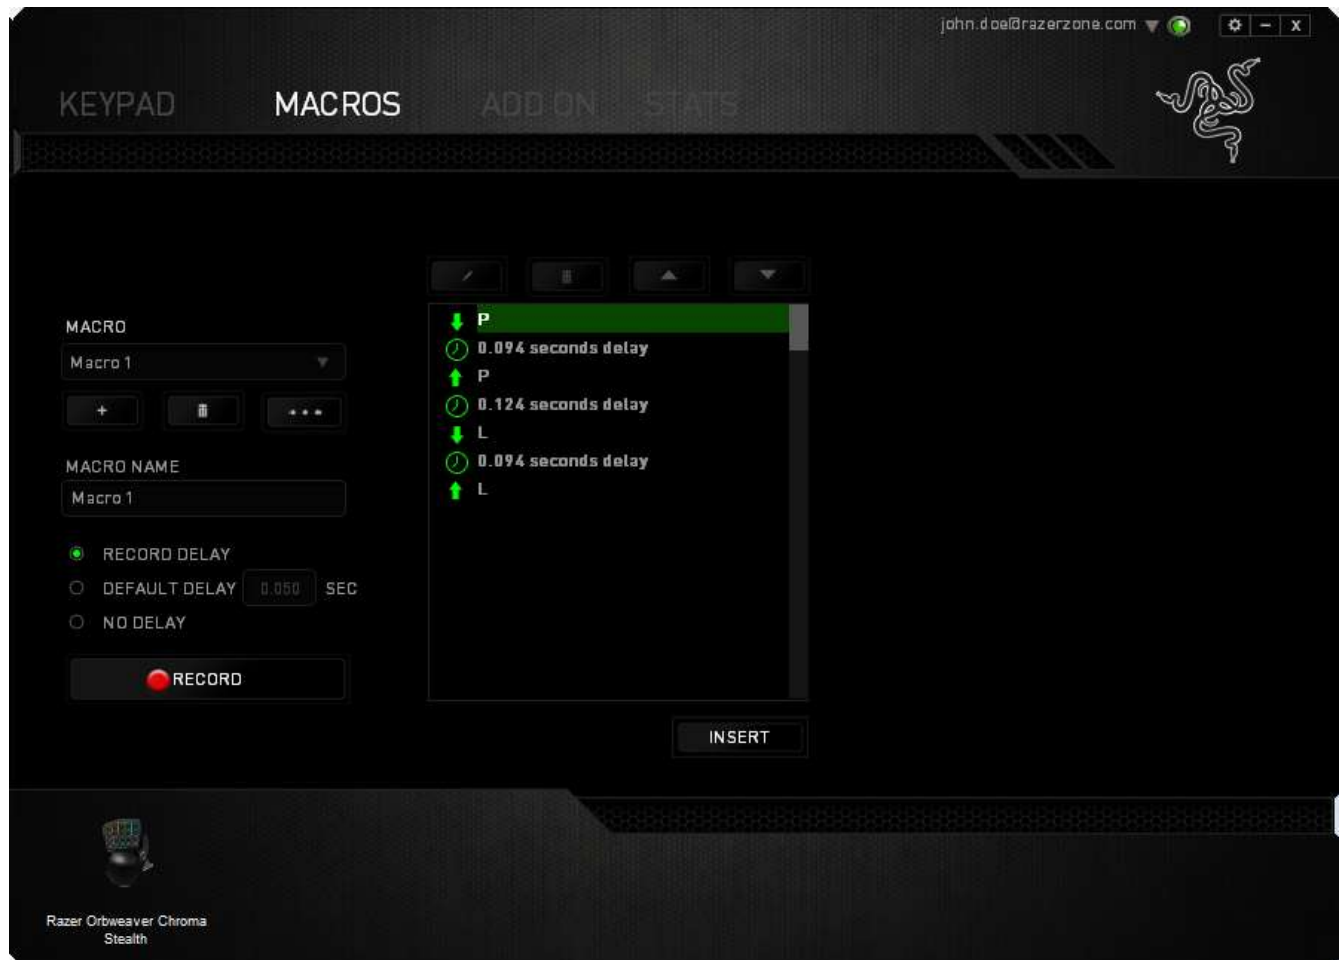 john.doe@razerzone.com
KEYPAD MACROS ADD ON STATS
MACRO
Macro 1
MACRO NAME
Macro 1
RECORD DELAY
DEFAULT DELAY 0.050 SEC
NO DELAY
RECORD
P
0.094 seconds delay
P
0.124 seconds delay
L
0.094 seconds delay
L
INSERT
Razer Orbweaver Chroma
Stealth